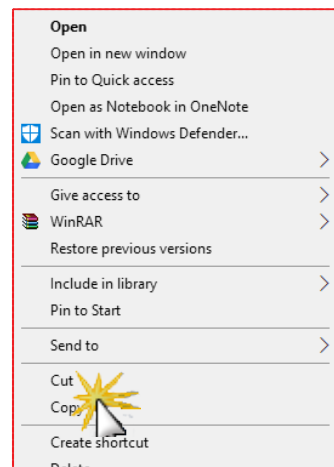 Open
Open in new window
Pin to Quick access
Open as Notebook in OneNote
Scan with Windows Defender...
Google Drive
Give access to
WinRAR
Restore previous versions
Include in library
Pin to Start
Send to
Cut
Copy
Create shortcut
Delete